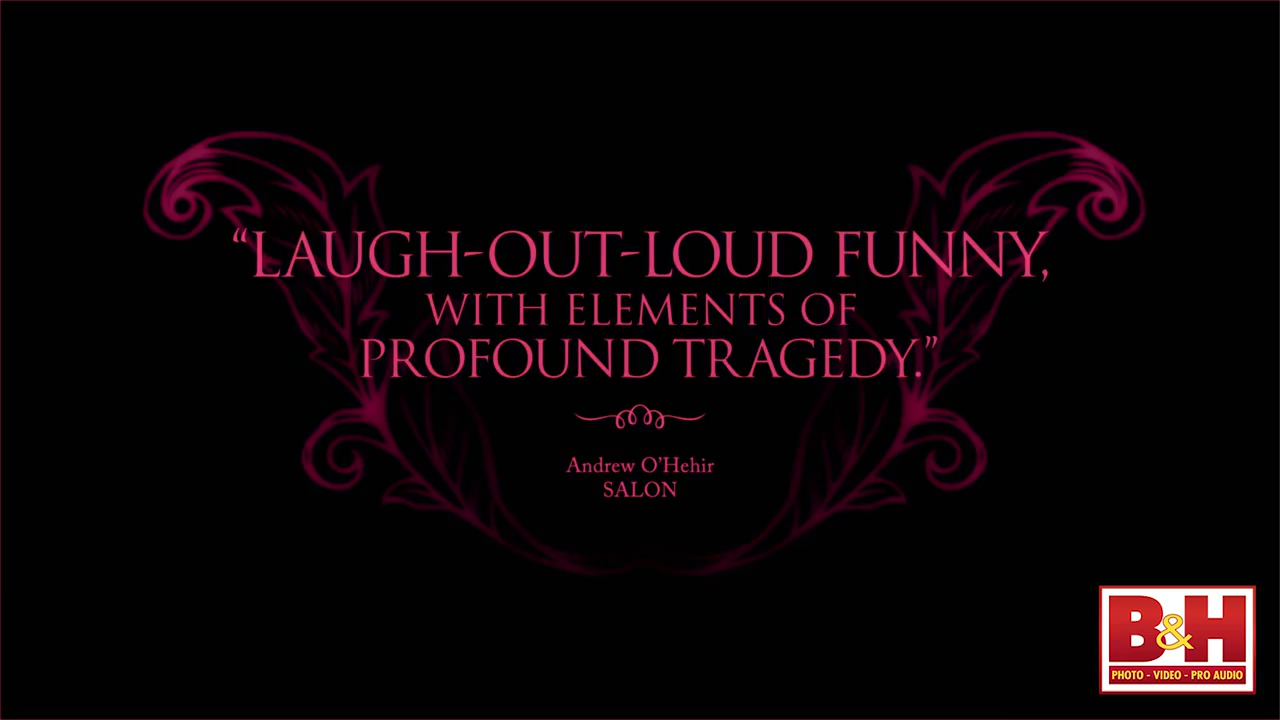 “LAUGH-OUT-LOUD FUNNY,
WITH ELEMENTS OF
PROFOUND TRAGEDY.”
Andrew O’Hehir
SALON
B&H
PHOTO - VIDEO - PRO AUDIO